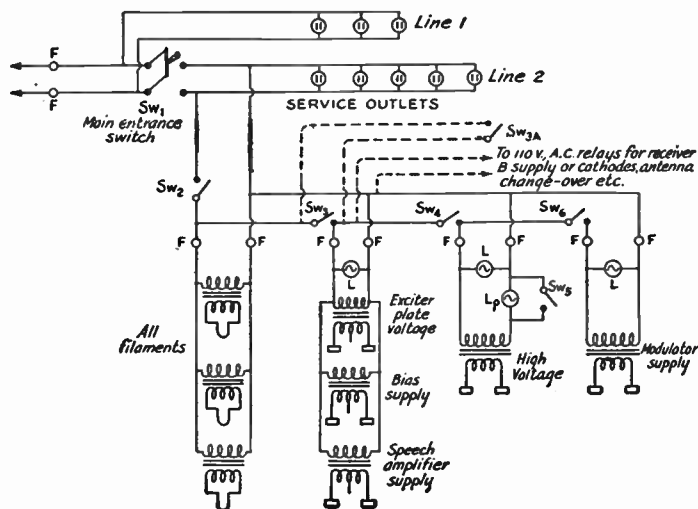 Line 1
F
Line 2
F
SERVICE OUTLETS
Sw1
Main entrance
switch
Sw3A
To 110 v., A.C. relays for receiver
B supply or cathodes, antenna
change-over etc.
Sw2
Sw3
Sw4
Sw6
F
F
F
F
F
F
F
F
L
L
L
Sw5
Lp
All
filaments
Exciter
plate
voltage
High
Voltage
Modulator
supply
Bias
supply
Speech
amplifier
supply